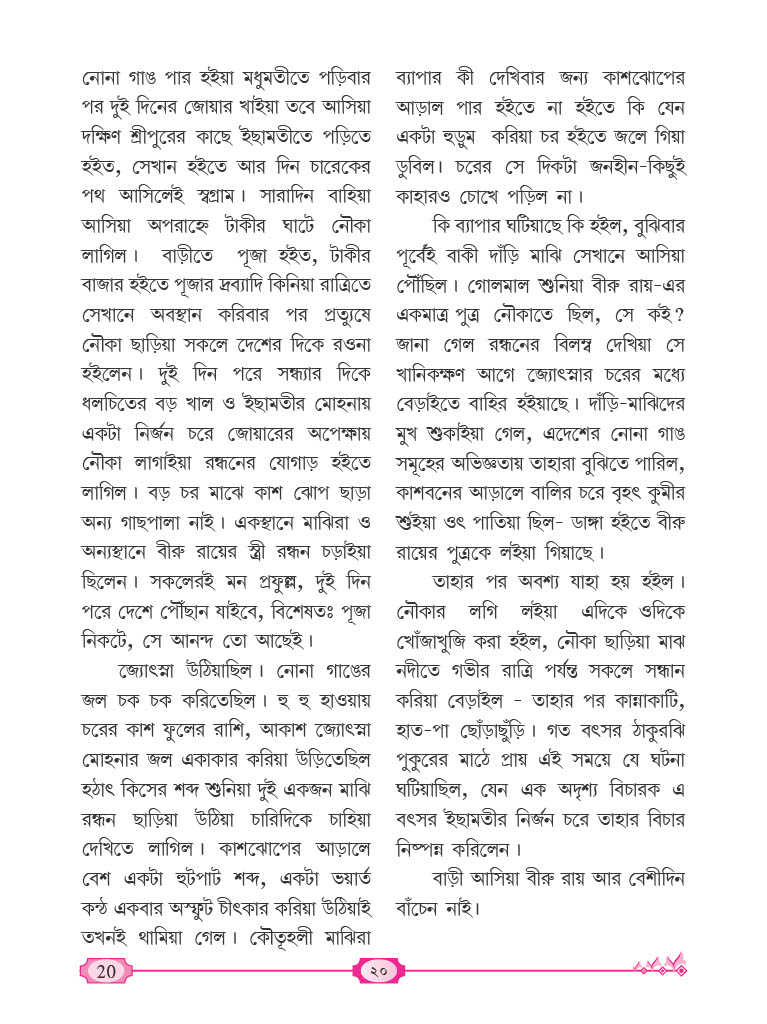 নোনা গাঙ পার হইয়া মধুমতীতে পড়িবার
পর দুই দিনের জোয়ার খাইয়া তবে আসিয়া
দক্ষিণ শ্রীপুরের কাছে ইছামতীতে পড়িতে
হইত, সেখান হইতে আর দিন চারেকের
পথ আসিলেই স্বগ্রাম। সারাদিন বাহিয়া
আসিয়া অপরাহ্নে টাকীর ঘাটে নৌকা
লাগিল। বাড়ীতে পূজা হইত, টাকীর
বাজার হইতে পূজার দ্রব্যাদি কিনিয়া রাত্রিতে
সেখানে অবস্থান করিবার পর প্রত্যুষে
নৌকা ছাড়িয়া সকলে দেশের দিকে রওনা
হইলেন। দুই দিন পরে সন্ধ্যার দিকে
ধলচিতের বড় খাল ও ইছামতীর মোহনায়
একটা নির্জন চরে জোয়ারের অপেক্ষায়
নৌকা লাগাইয়া রন্ধনের যোগাড় হইতে
লাগিল। বড় চর মাঝে কাশ ঝোপ ছাড়া
অন্য গাছপালা নাই। একস্থানে মাঝিরা ও
অন্যস্থানে বীরু রায়ের স্ত্রী রন্ধন চড়াইয়া
ছিলেন। সকলেরই মন প্রফুল্ল, দুই দিন
পরে দেশে পৌঁছান যাইবে, বিশেষতঃ পূজা
নিকটে, সে আনন্দ তো আছেই।
জ্যোৎস্না উঠিয়াছিল। নোনা গাঙের
জল চক চক করিতেছিল। হু হু হাওয়ায়
চরের কাশ ফুলের রাশি, আকাশ জ্যোৎস্না
মোহনার জল একাকার করিয়া উড়িতেছিল
হঠাৎ কিসের শব্দ শুনিয়া দুই একজন মাঝি
রন্ধন ছাড়িয়া উঠিয়া চারিদিকে চাহিয়া
দেখিতে লাগিল। কাশঝোপের আড়ালে
বেশ একটা হুটপাট শব্দ, একটা ভয়ার্ত
কন্ঠ একবার অস্ফুট চীৎকার করিয়া উঠিয়াই
তখনই থামিয়া গেল। কৌতূহলী মাঝিরা
ব্যাপার কী দেখিবার জন্য কাশঝোপের
আড়াল পার হইতে না হইতে কি যেন
একটা হুড়ুম করিয়া চর হইতে জলে গিয়া
ডুবিল। চরের সে দিকটা জনহীন-কিছুই
কাহারও চোখে পড়িল না।
কি ব্যাপার ঘটিয়াছে কি হইল, বুঝিবার
পূর্বেই বাকী দাঁড়ি মাঝি সেখানে আসিয়া
পৌঁছিল। গোলমাল শুনিয়া বীরু রায়-এর
একমাত্র পুত্র নৌকাতে ছিল, সে কই?
জানা গেল রন্ধনের বিলম্ব দেখিয়া সে
খানিকক্ষণ আগে জ্যোৎস্নার চরের মধ্যে
বেড়াইতে বাহির হইয়াছে। দাঁড়ি-মাঝিদের
মুখ শুকাইয়া গেল, এদেশের নোনা গাঙ
সমূহের অভিজ্ঞতায় তাহারা বুঝিতে পারিল,
কাশবনের আড়ালে বালির চরে বৃহৎ কুমীর
শুইয়া ওৎ পাতিয়া ছিল- ডাঙ্গা হইতে বীরু
রায়ের পুত্রকে লইয়া গিয়াছে।
তাহার পর অবশ্য যাহা হয় হইল।
নৌকার লগি লইয়া এদিকে ওদিকে
খোঁজাখুজি করা হইল, নৌকা ছাড়িয়া মাঝ
নদীতে গভীর রাত্রি পর্যন্ত সকলে সন্ধান
করিয়া বেড়াইল - তাহার পর কান্নাকাটি,
হাত-পা ছোঁড়াছুঁড়ি। গত বৎসর ঠাকুরঝি
পুকুরের মাঠে প্রায় এই সময়ে যে ঘটনা
ঘটিয়াছিল, যেন এক অদৃশ্য বিচারক এ
বৎসর ইছামতীর নির্জন চরে তাহার বিচার
নিষ্পন্ন করিলেন।
বাড়ী আসিয়া বীরু রায় আর বেশীদিন
বাঁচেন নাই।
20
২০